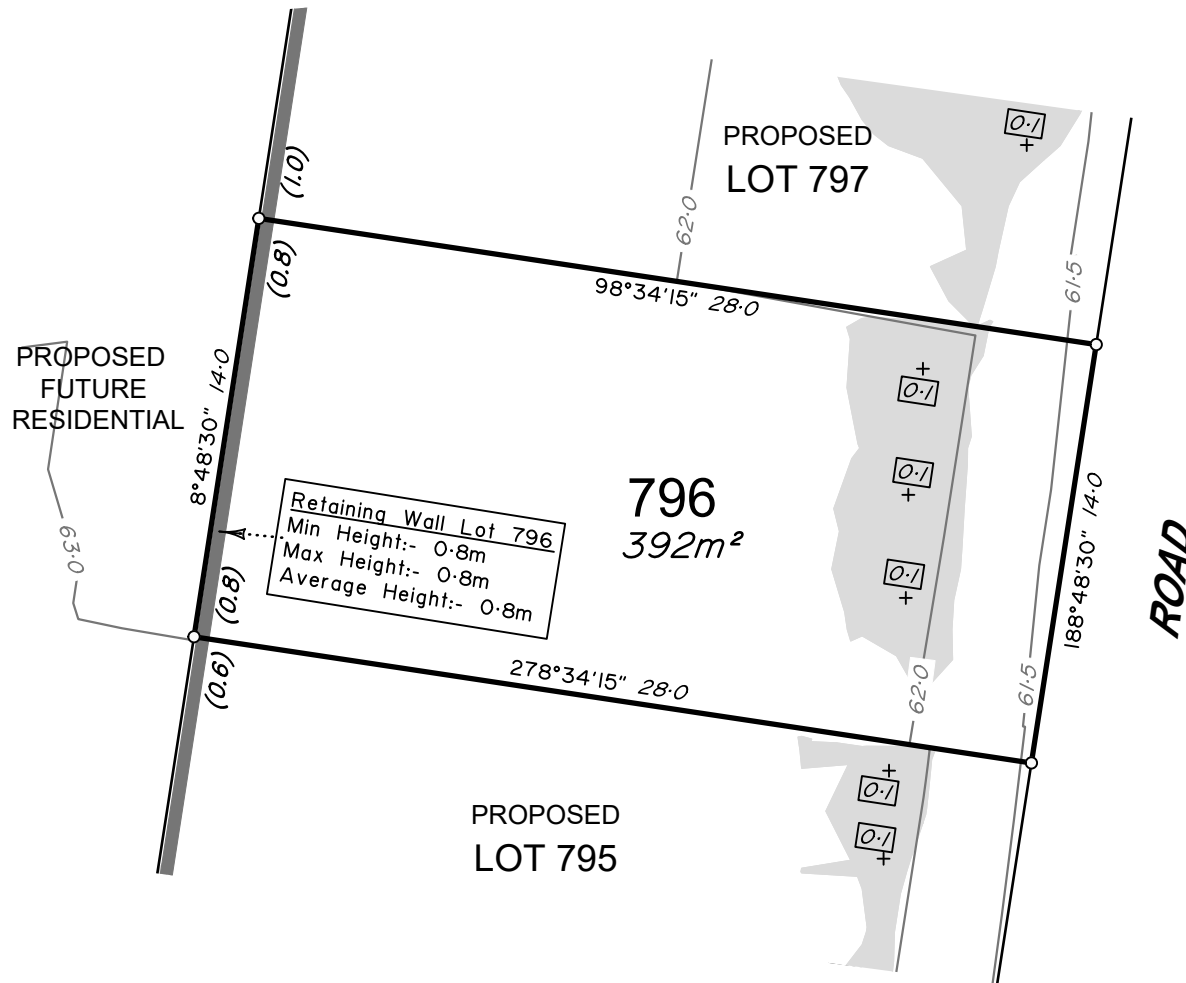 (1.0)
0·1
PROPOSED
LOT 797
62·0
(0.8)
61·5
98°34'15" 28·0
PROPOSED
FUTURE
RESIDENTIAL
8°48'30" 14·0
0·1
0·1
796
392m²
188°48'30" 14·0
Retaining Wall Lot 796
Min Height:- 0·8m
Max Height:- 0·8m
Average Height:- 0·8m
63·0
ROAD
0·1
(0.8)
(0.6)
278°34'15" 28·0
62·0
61·5
0·1
PROPOSED
LOT 795
0·1